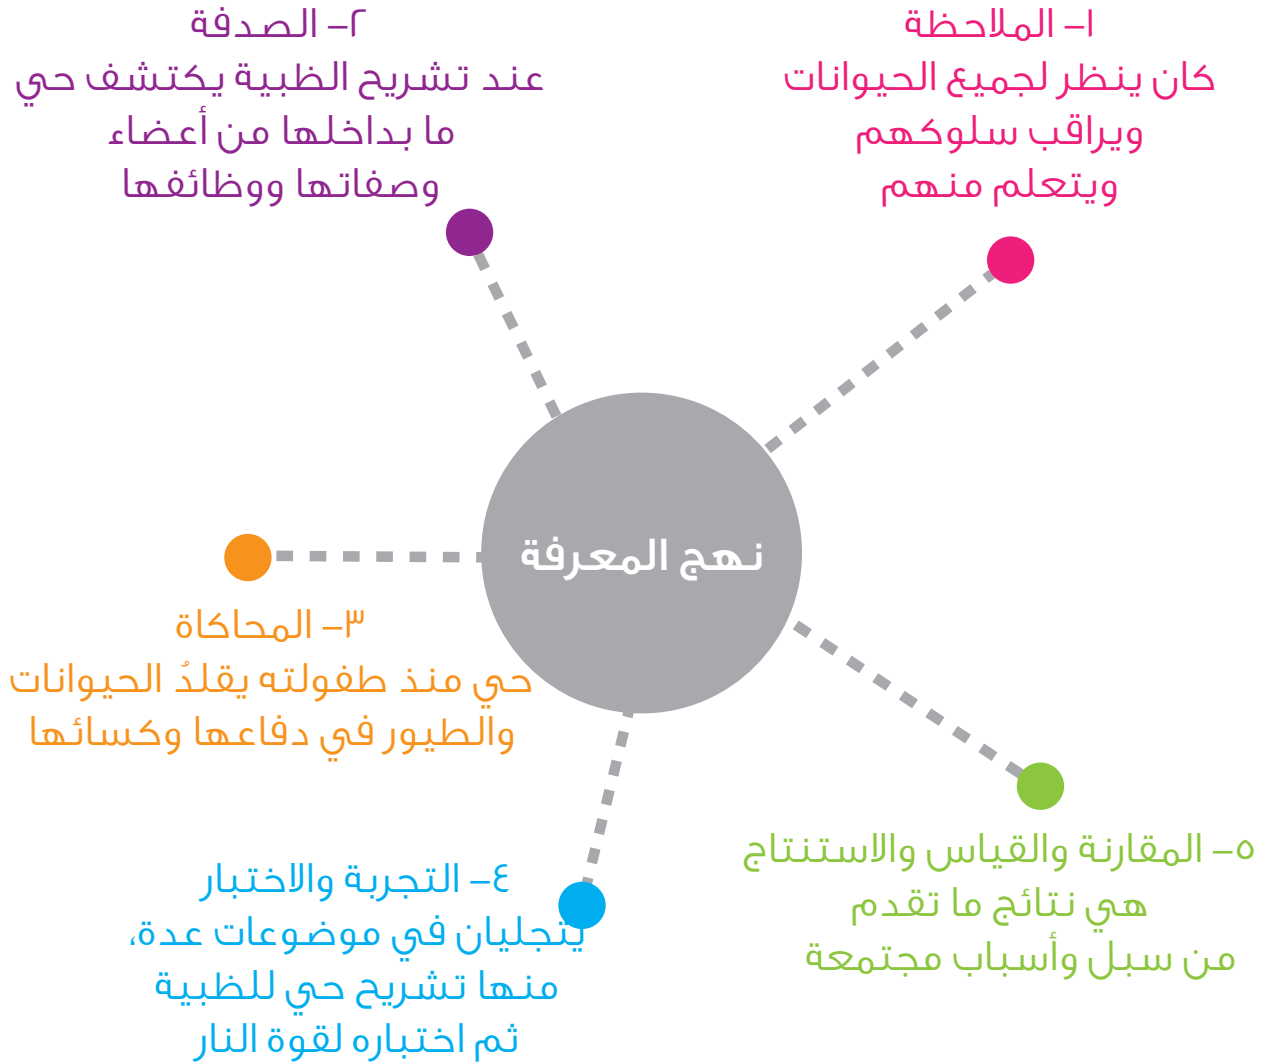 نهج المعرفة
١- الملاحظة
كان ينظر لجميع الحيوانات
ويراقب سلوكهم
ويتعلم منهم
٢- الصدفة
عند تشريح الظبية يكتشف حي
ما بداخلها من أعضاء
وصفاتها ووظائفها
٣- المحاكاة
حي منذ طفولته يقلدُ الحيوانات
والطيور في دفاعها وكسائها
٤- التجربة والاختبار
يتجليان في موضوعات عدة،
منها تشريح حي للظبية
ثم اختباره لقوة النار
٥- المقارنة والقياس والاستنتاج
هي نتائج ما تقدم
من سبل وأسباب مجتمعة